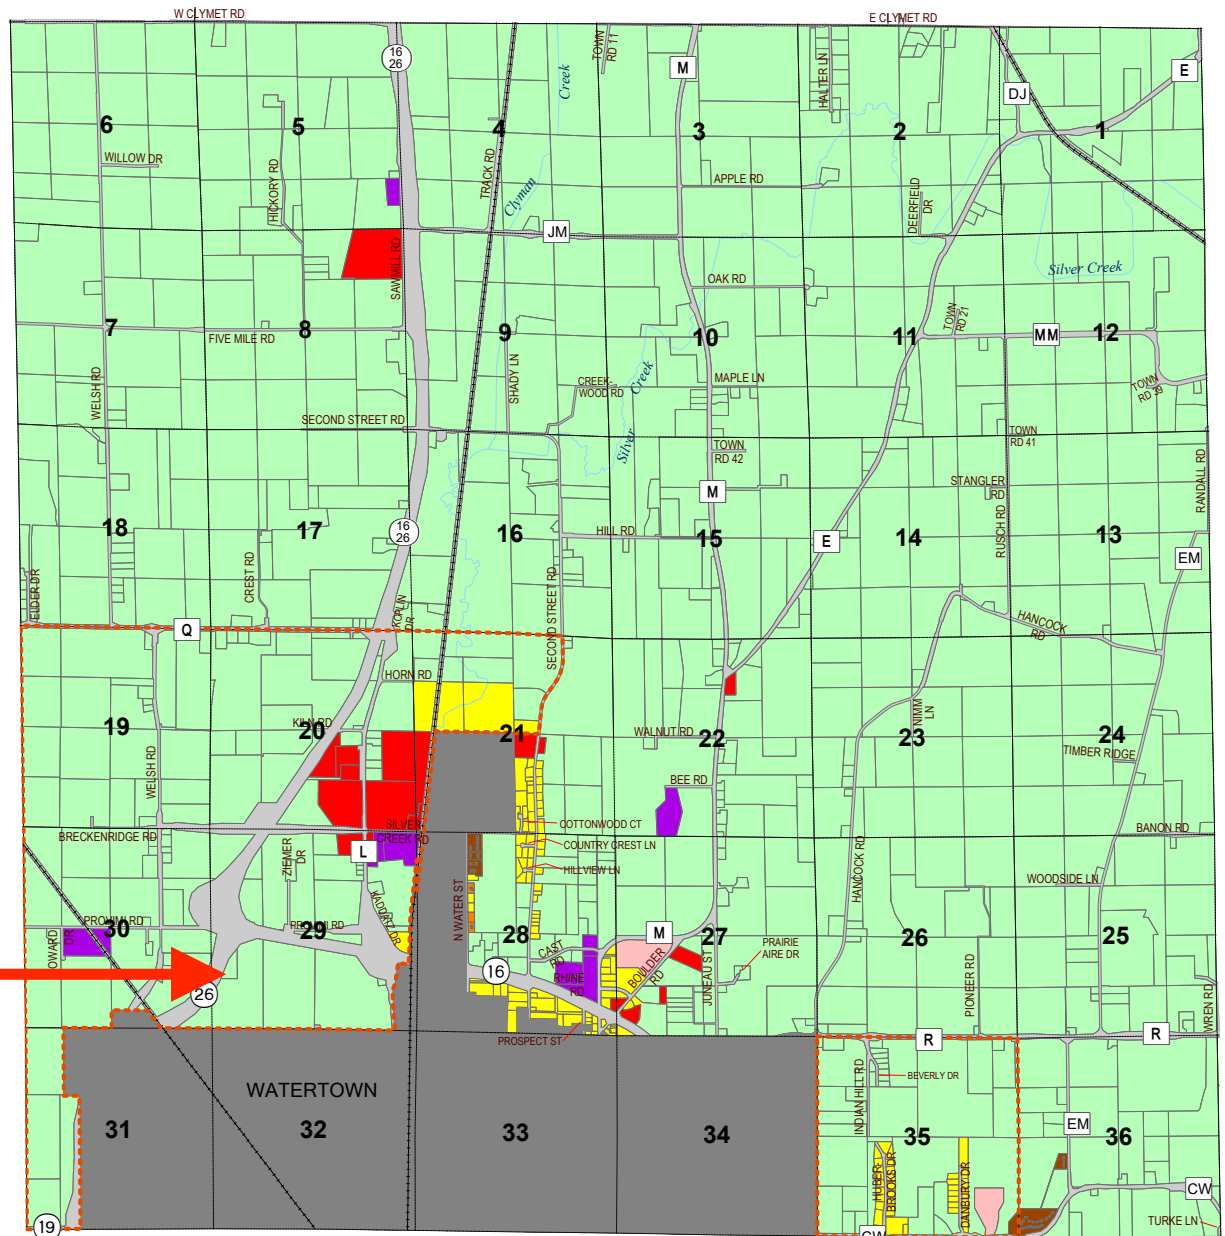 W CLYMET RD
E CLYMET RD
16
26
TOWN
RD 11
M
HALTER LN
DJ
E
Creek
6
5
4
3
2
1
WILLOW DR
HICKORY RD
TRACK RD
Clyman
APPLE RD
DEERFIELD
DR
JM
SAWMILL RD
Silver Creek
OAK RD
TOWN
RD 21
7
8
9
10
11
MM
12
FIVE MILE RD
WELSH RD
SHADY LN
CREEK-
WOOD RD
Creek
MAPLE LN
TOWN
RD 39
SECOND STREET RD
Silver
TOWN
RD 42
TOWN
RD 41
RANDALL RD
STANGLER
RD
M
18
17
16
26
16
HILL RD
15
E
14
RUSCH RD
13
EM
ELDER DR
CREST RD
KOPLIN
DR
SECOND STREET RD
HANCOCK
RD
Q
HORN RD
19
KILN RD
20
21
WALNUT RD
22
NIMM
LN
23
24
TIMBER RIDGE
WELSH RD
BEE RD
BRECKENRIDGE RD
SILVER
CREEK RD
COTTONWOOD CT
BANON RD
ZIEMER
DR
L
COUNTRY CREST LN
HILLVIEW LN
HANCOCK RD
WOODSIDE LN
KADDATZ DR
N WATER ST
PROVIMI RD
30
29
28
M
27
26
25
DR
CAST
RD
BOULDER
RD
PRAIRIE
AIRE DR
JUNEAU ST
PIONEER RD
WREN RD
16
RHINE
RD
26
PROSPECT ST
R
R
INDIAN HILL RD
BEVERLY DR
WATERTOWN
31
32
33
34
35
EM
36
HUBER
BROOKS DR
DANBURY DR
CW
TURKE LN
19
CW